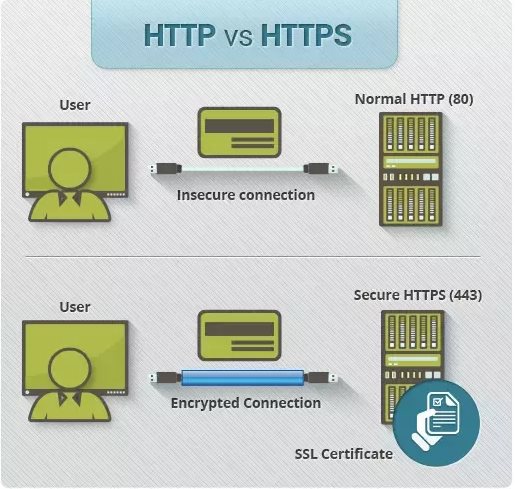 HTTP vs HTTPS
User
Normal HTTP (80)
Insecure connection
User
Secure HTTPS (443)
Encrypted Connection
SSL Certificate